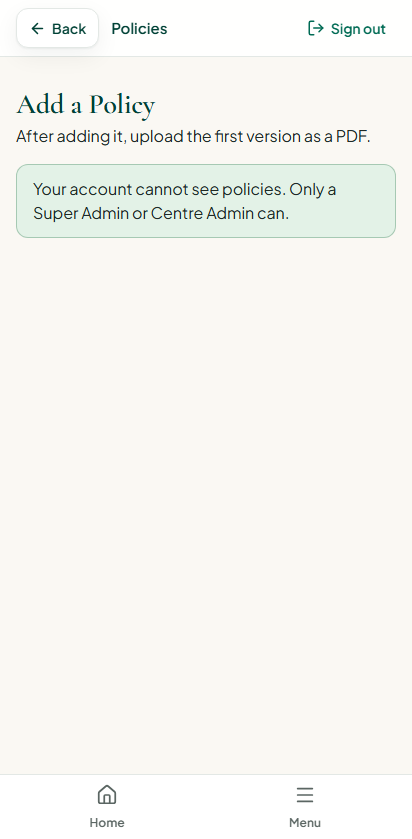 Back
Policies
Sign out
Add a Policy
After adding it, upload the first version as a PDF.
Your account cannot see policies. Only a
Super Admin or Centre Admin can.
Home
Menu